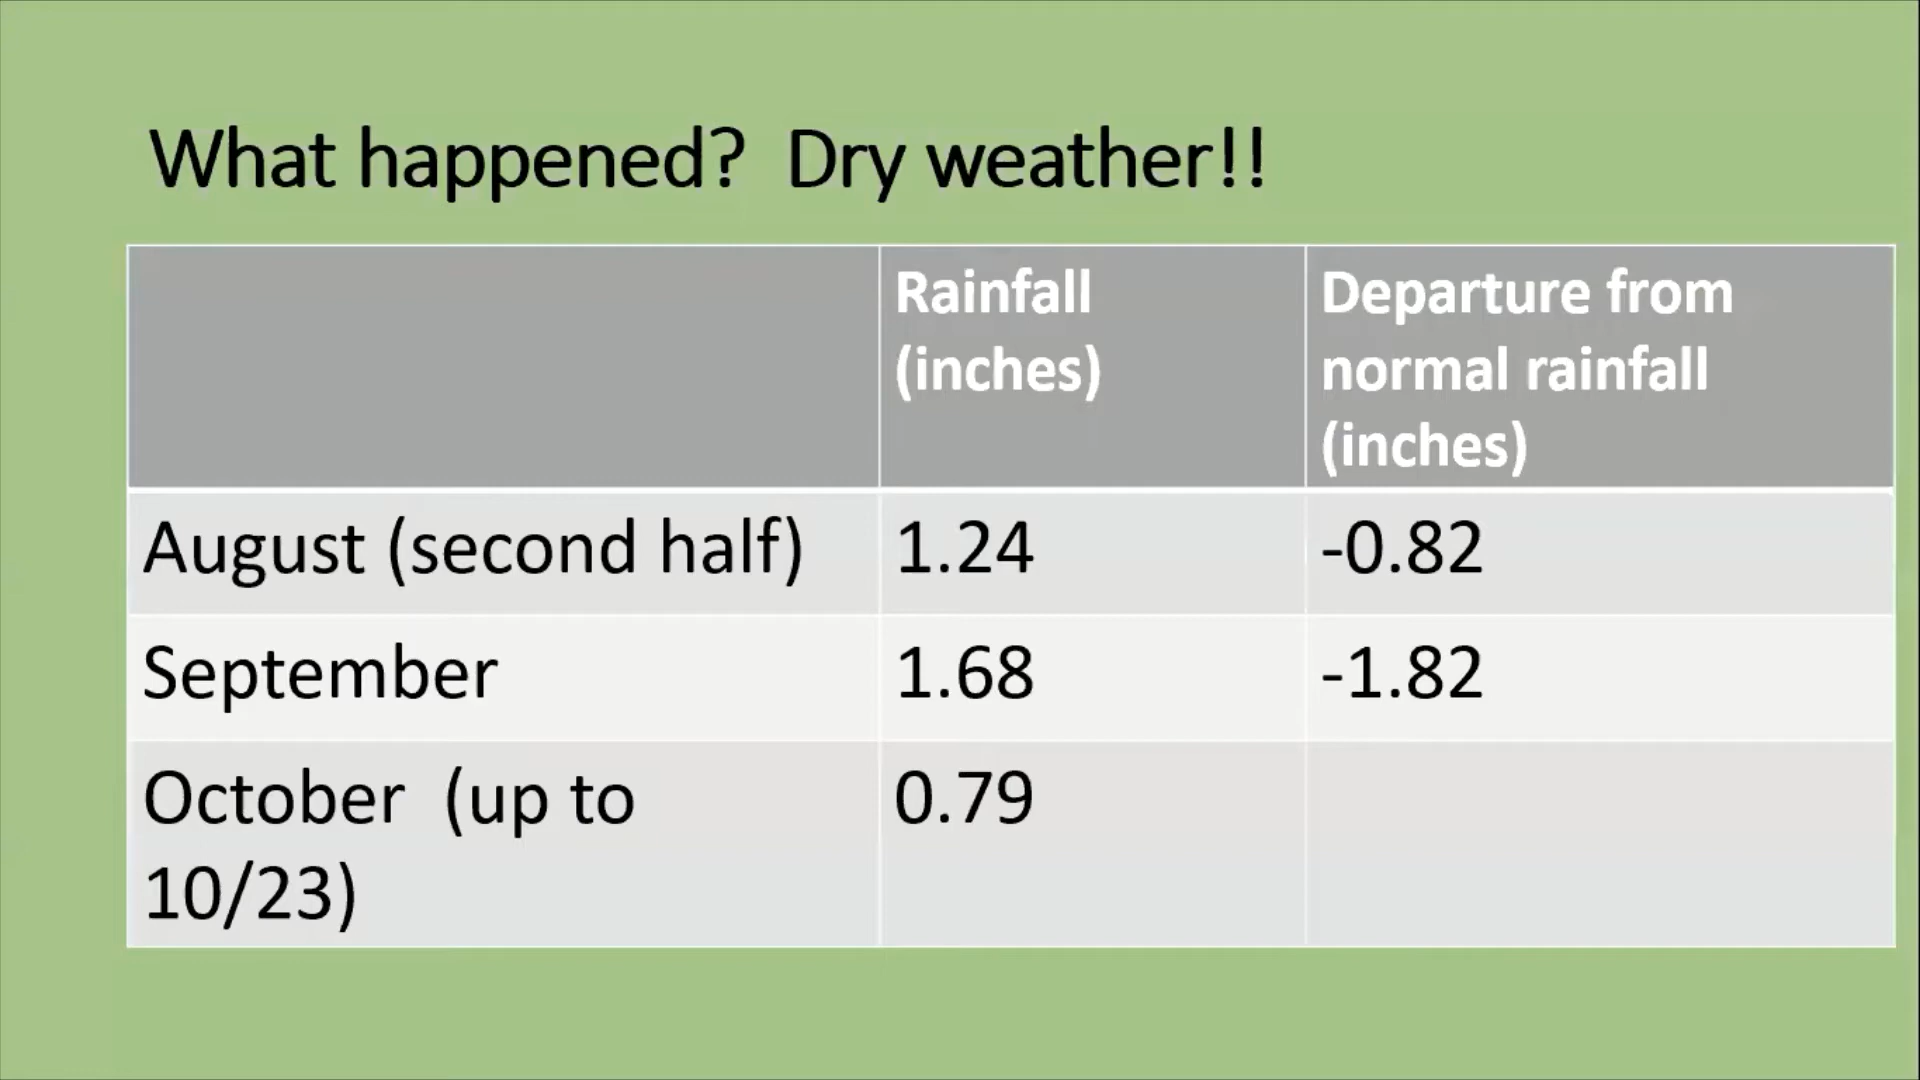 What happened?  Dry weather!!
Rainfall
(inches)
Departure from
normal rainfall
(inches)
August (second half)
1.24
-0.82
September
1.68
-1.82
October  (up to
10/23)
0.79